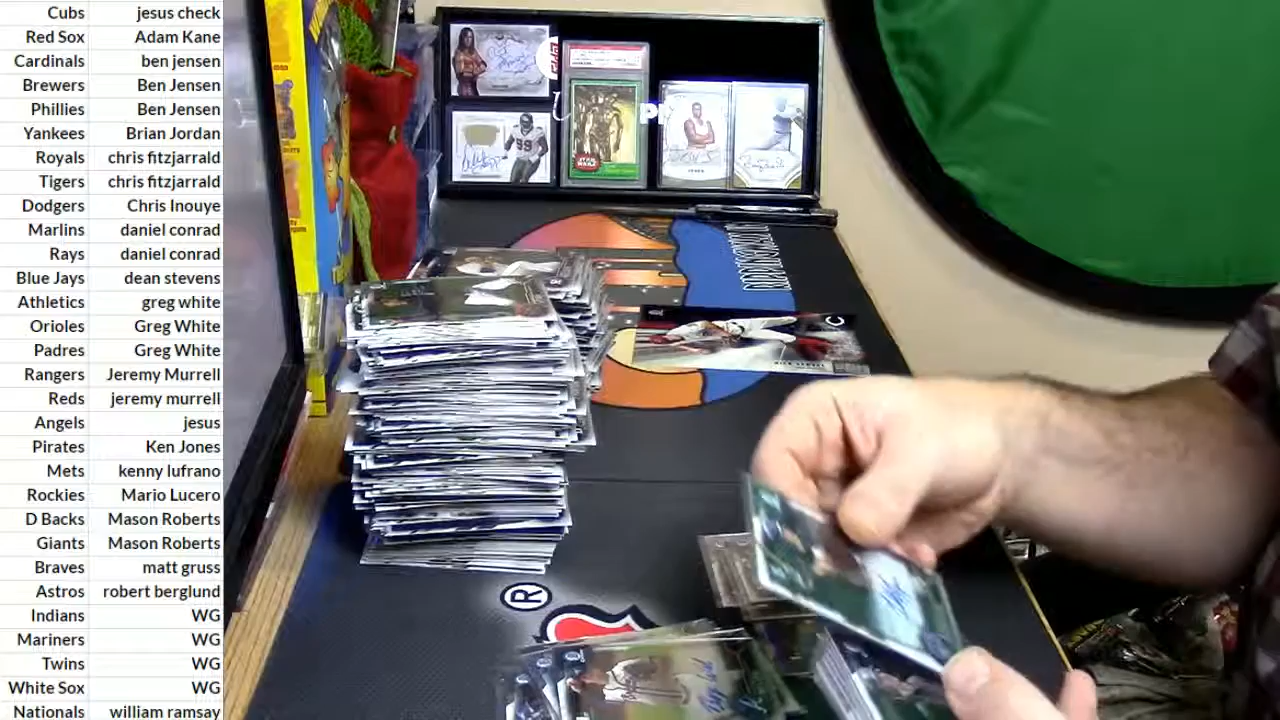 Cubs jesus check
Red Sox Adam Kane
Cardinals ben jensen
Brewers Ben Jensen
Phillies Ben Jensen
Yankees Brian Jordan
Royals chris fitzjarrald
Tigers chris fitzjarrald
Dodgers Chris Inouye
Marlins daniel conrad
Rays daniel conrad
Blue Jays dean stevens
Athletics greg white
Orioles Greg White
Padres Greg White
Rangers Jeremy Murrell
Reds jeremy murrell
Angels jesus
Pirates Ken Jones
Mets kenny lufrano
Rockies Mario Lucero
D Backs Mason Roberts
Giants Mason Roberts
Braves matt gruss
Astros robert berglund
Indians WG
Mariners WG
Twins WG
White Sox WG
Nationals william ramsay
STAR
WARS
99
®